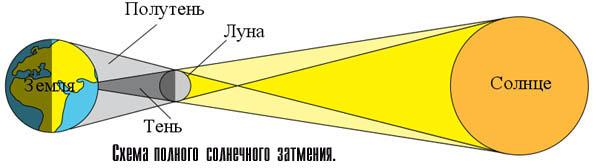 Полутень
Луна
Земля
Солнце
Тень
Схема полного солнечного затмения.